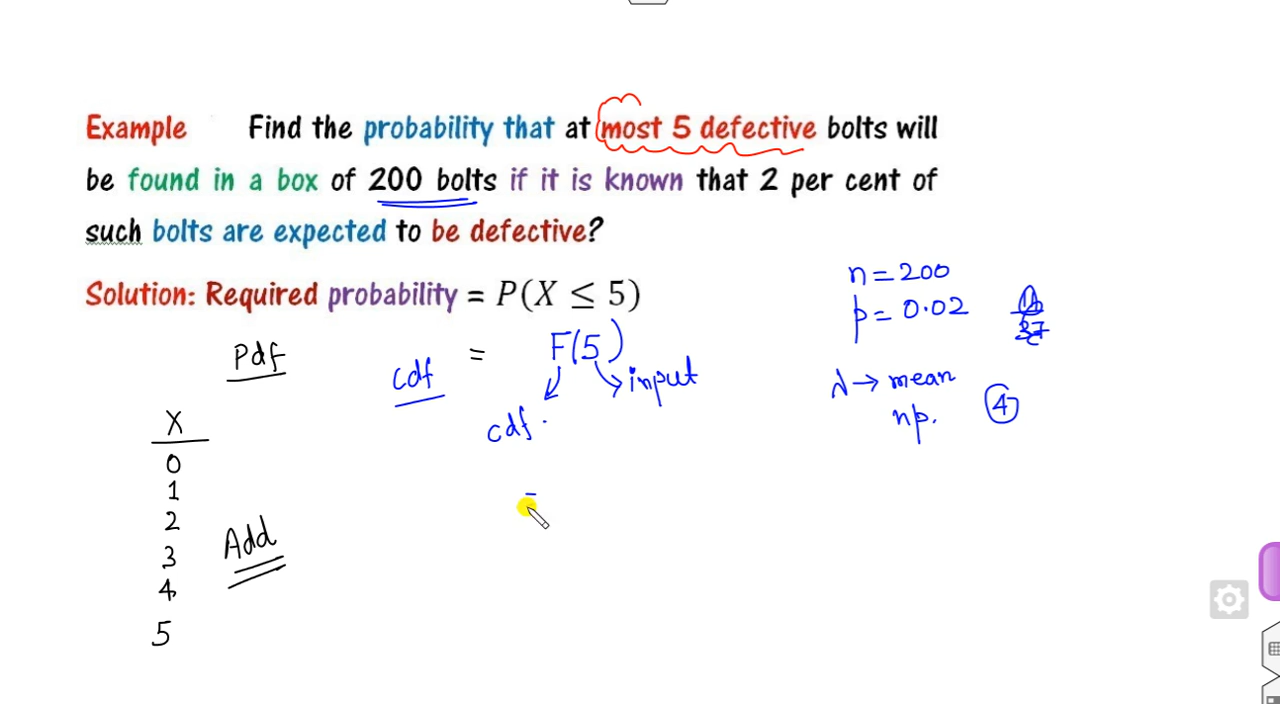 Example Find the probability that at most 5 defective bolts will
be found in a box of 200 bolts if it is known that 2 per cent of
such bolts are expected to be defective?
Solution: Required probability = P(X ≤ 5)
n = 200
p = 0.02
Pdf
cdf
= F(5)
input
cdf.
λ → mean
np. 4
X
0
1
2
3
4
5
Add